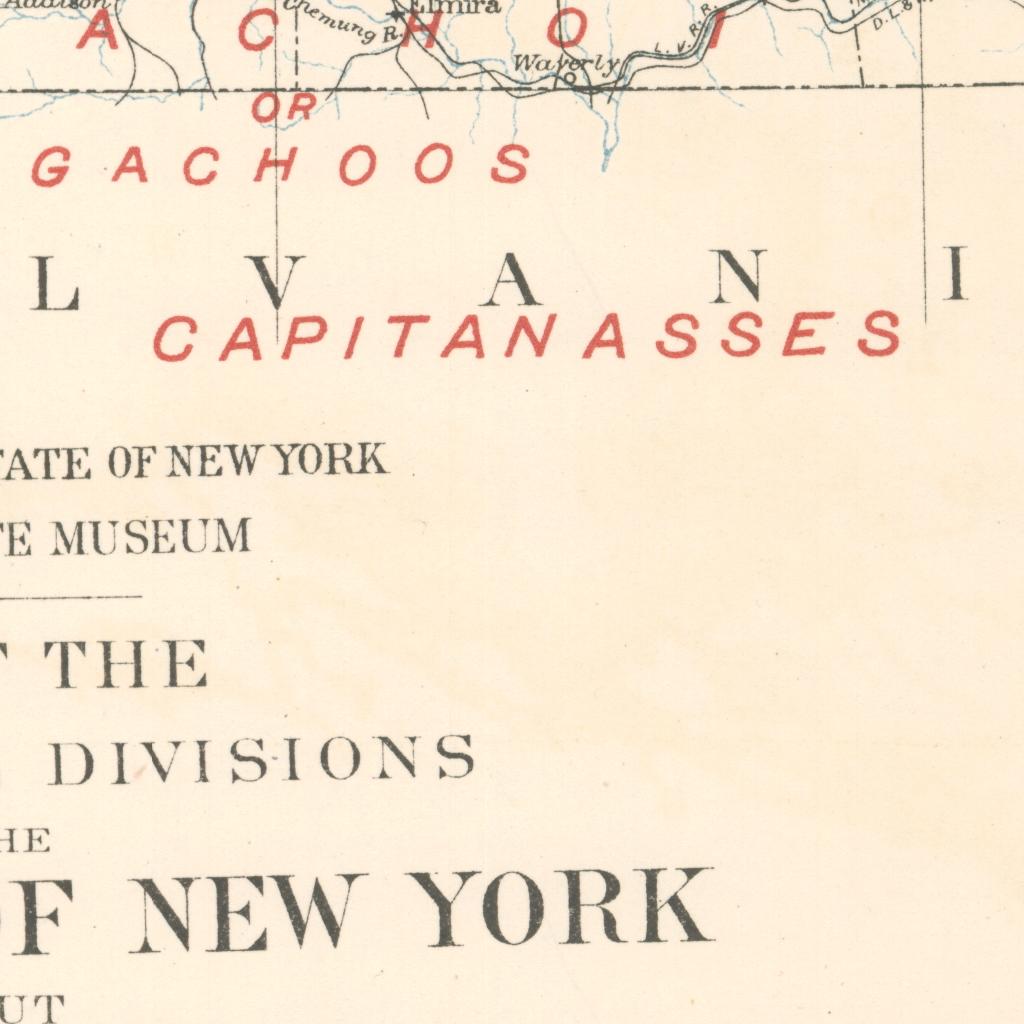 Addison
Elmira
Chemung R.
A C H O I
L. V. R. R.
D. L. &
Waverly
OR
GACHOOS
L V A N I
CAPITANASSES
TATE OF NEW YORK
TE MUSEUM
THE
DIVISIONS
HE
OF NEW YORK
UT